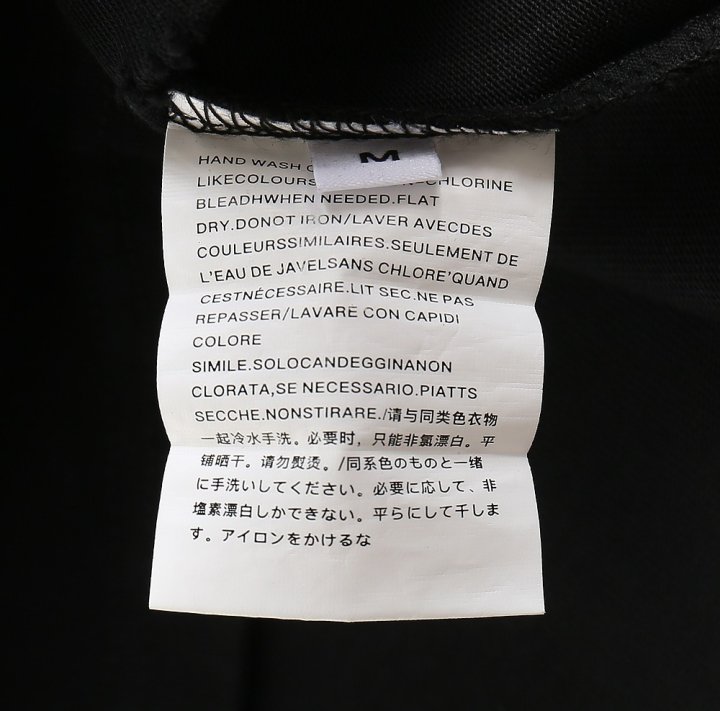 M
HAND WASH
LIKECOLOURS CHLORINE
BLEADHWHEN NEEDED.FLAT
DRY.DONOT IRON/LAVER AVECDES
COULEURSSIMILAIRES.SEULEMENT DE
L'EAU DE JAVELSANS CHLORE'QUAND
CESTNÉCESSAIRE.LIT SEC.NE PAS
REPASSER/LAVARE CON CAPIDI
COLORE
SIMILE.SOLOCANDEGGINANON
CLORATA,SE NECESSARIO.PIATTS
SECCHE.NONSTIRARE./请与同类色衣物
一起冷水手洗。必要时，只能非氯漂白。平
铺晒干。请勿熨烫。/同系色のものと一绪
に手洗いしてください。必要に応して、非
塩素漂白しかできない。平らにして千しま
す。アイロンをかけるな